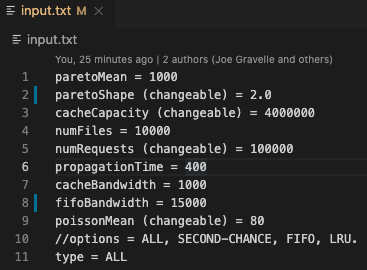 input.txt M ×
input.txt
You, 25 minutes ago | 2 authors (Joe Gravelle and others)
1 paretoMean = 1000
2 paretoShape (changeable) = 2.0
3 cacheCapacity (changeable) = 4000000
4 numFiles = 10000
5 numRequests (changeable) = 100000
6 propagationTime = 400
7 cacheBandwidth = 1000
8 fifoBandwidth = 15000
9 poissonMean (changeable) = 80
10 //options = ALL, SECOND-CHANCE, FIFO, LRU.
11 type = ALL